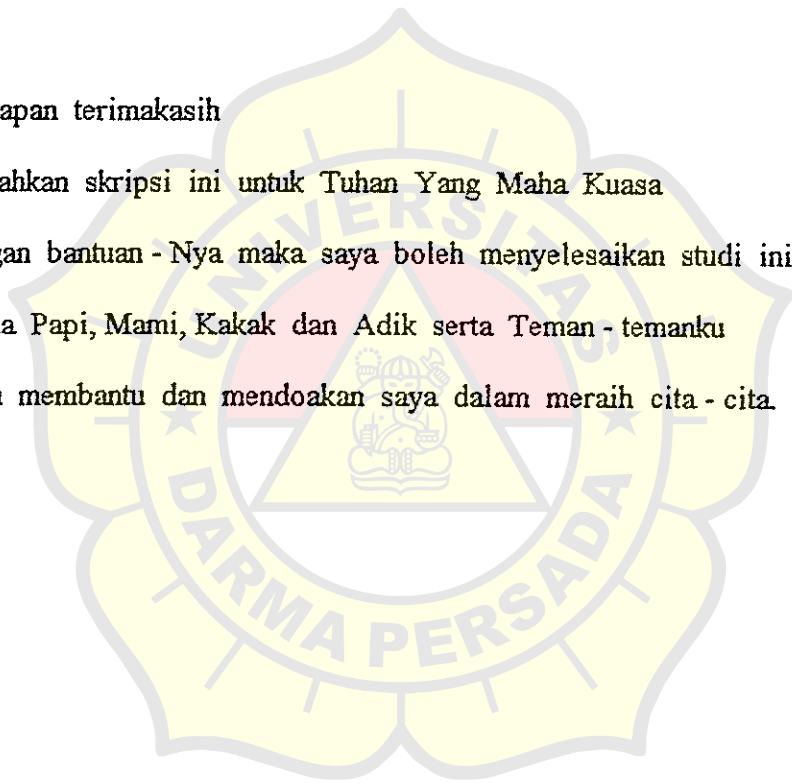 apan terimakasih
ahkan skripsi ini untuk Tuhan Yang Maha Kuasa
gan bantuan - Nya maka saya boleh menyelesaikan studi ini
a Papi, Mami, Kakak dan Adik serta Teman - temanku
membantu dan mendoakan saya dalam meraih cita - cita.
UNIVERSITAS
DARMA PERSADA